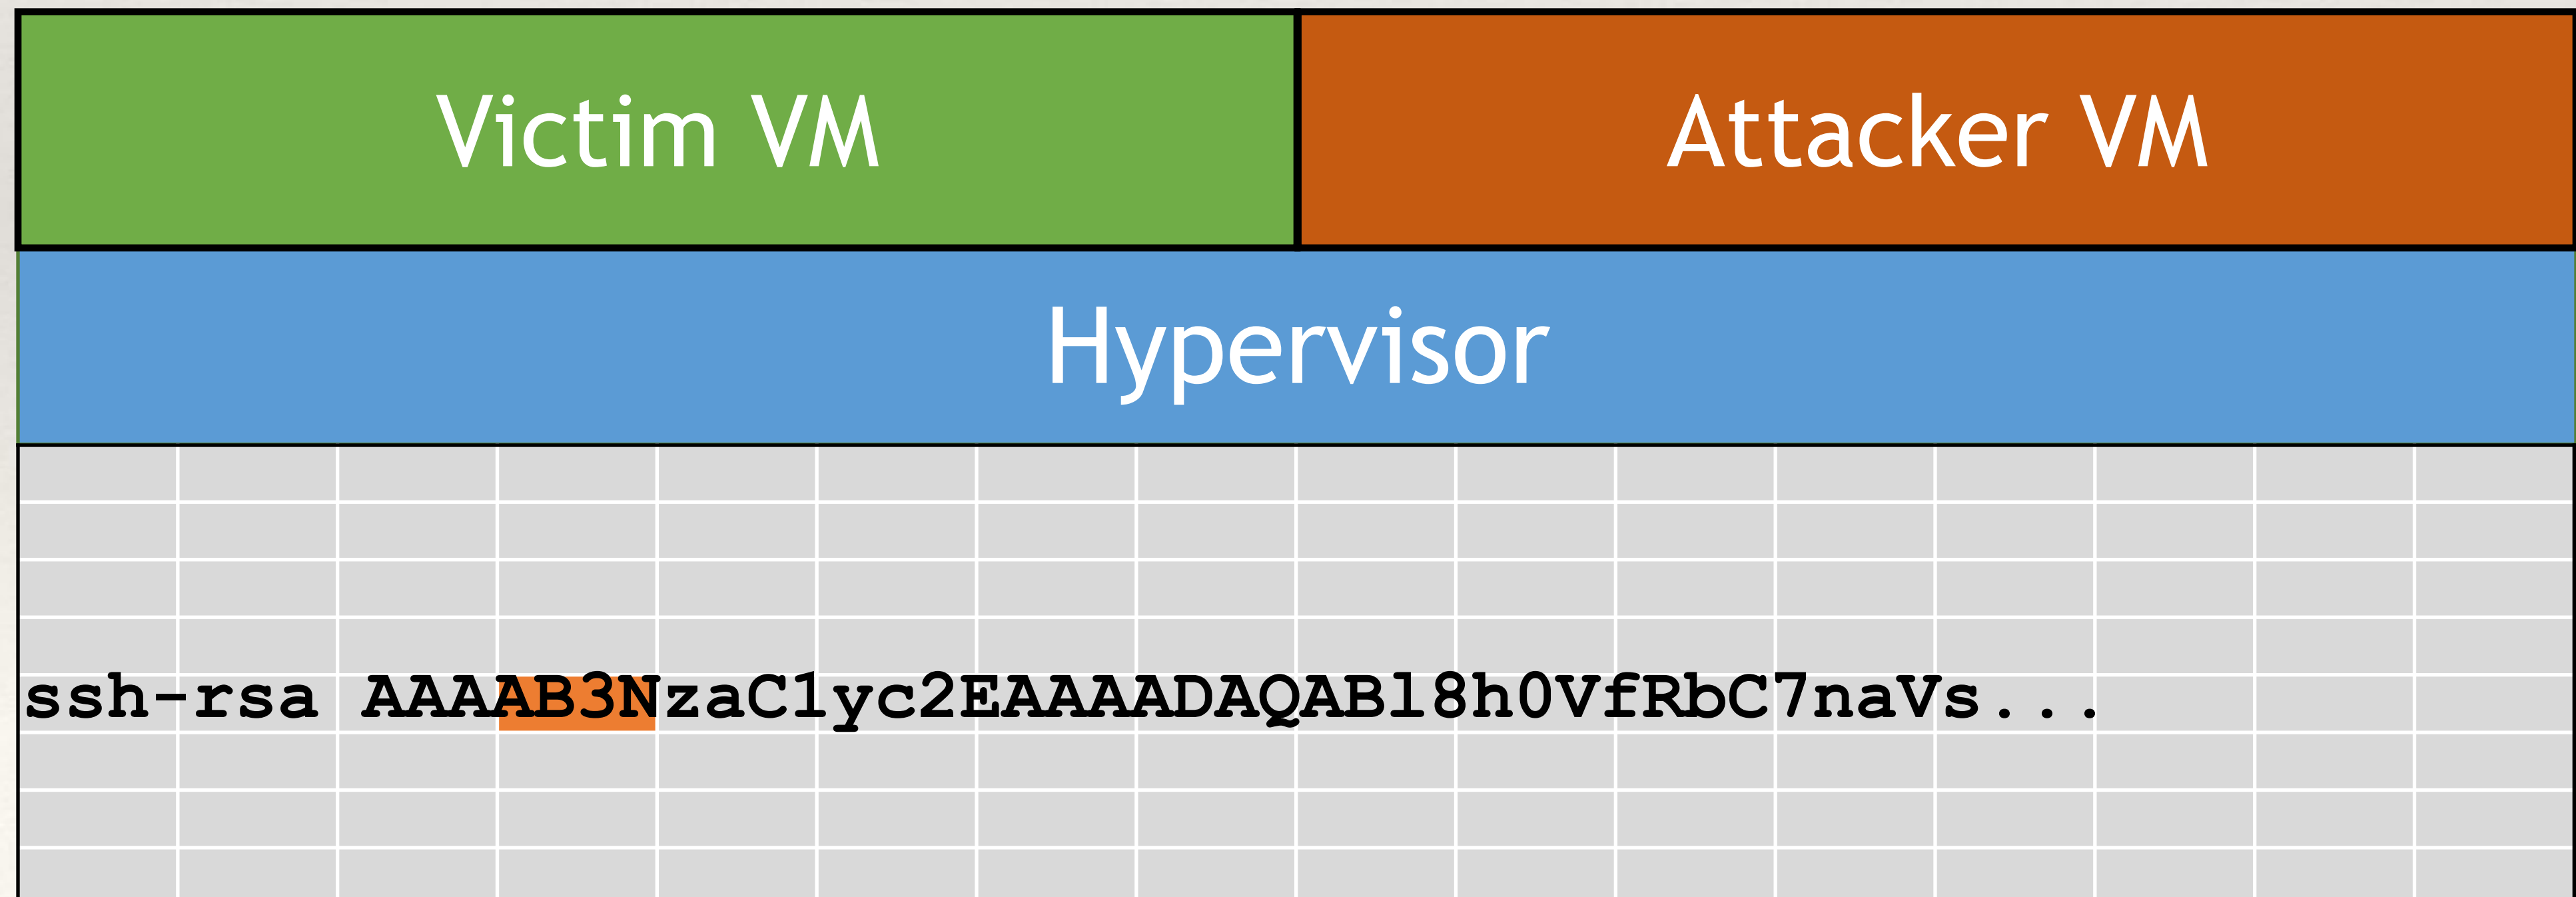 Victim VM
Attacker VM
Hypervisor
ssh-rsa AAAAB3NzaC1yc2EAAAADAQABl8h0VfRbC7naVs...